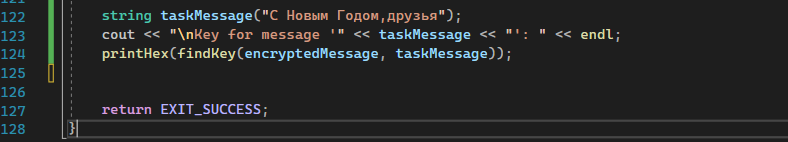 122 string taskMessage("С Новым Годом,друзья");
123 cout << "\nKey for message '" << taskMessage << "': " << endl;
124 printHex(findKey(encryptedMessage, taskMessage));
125
126
127 return EXIT_SUCCESS;
128 }